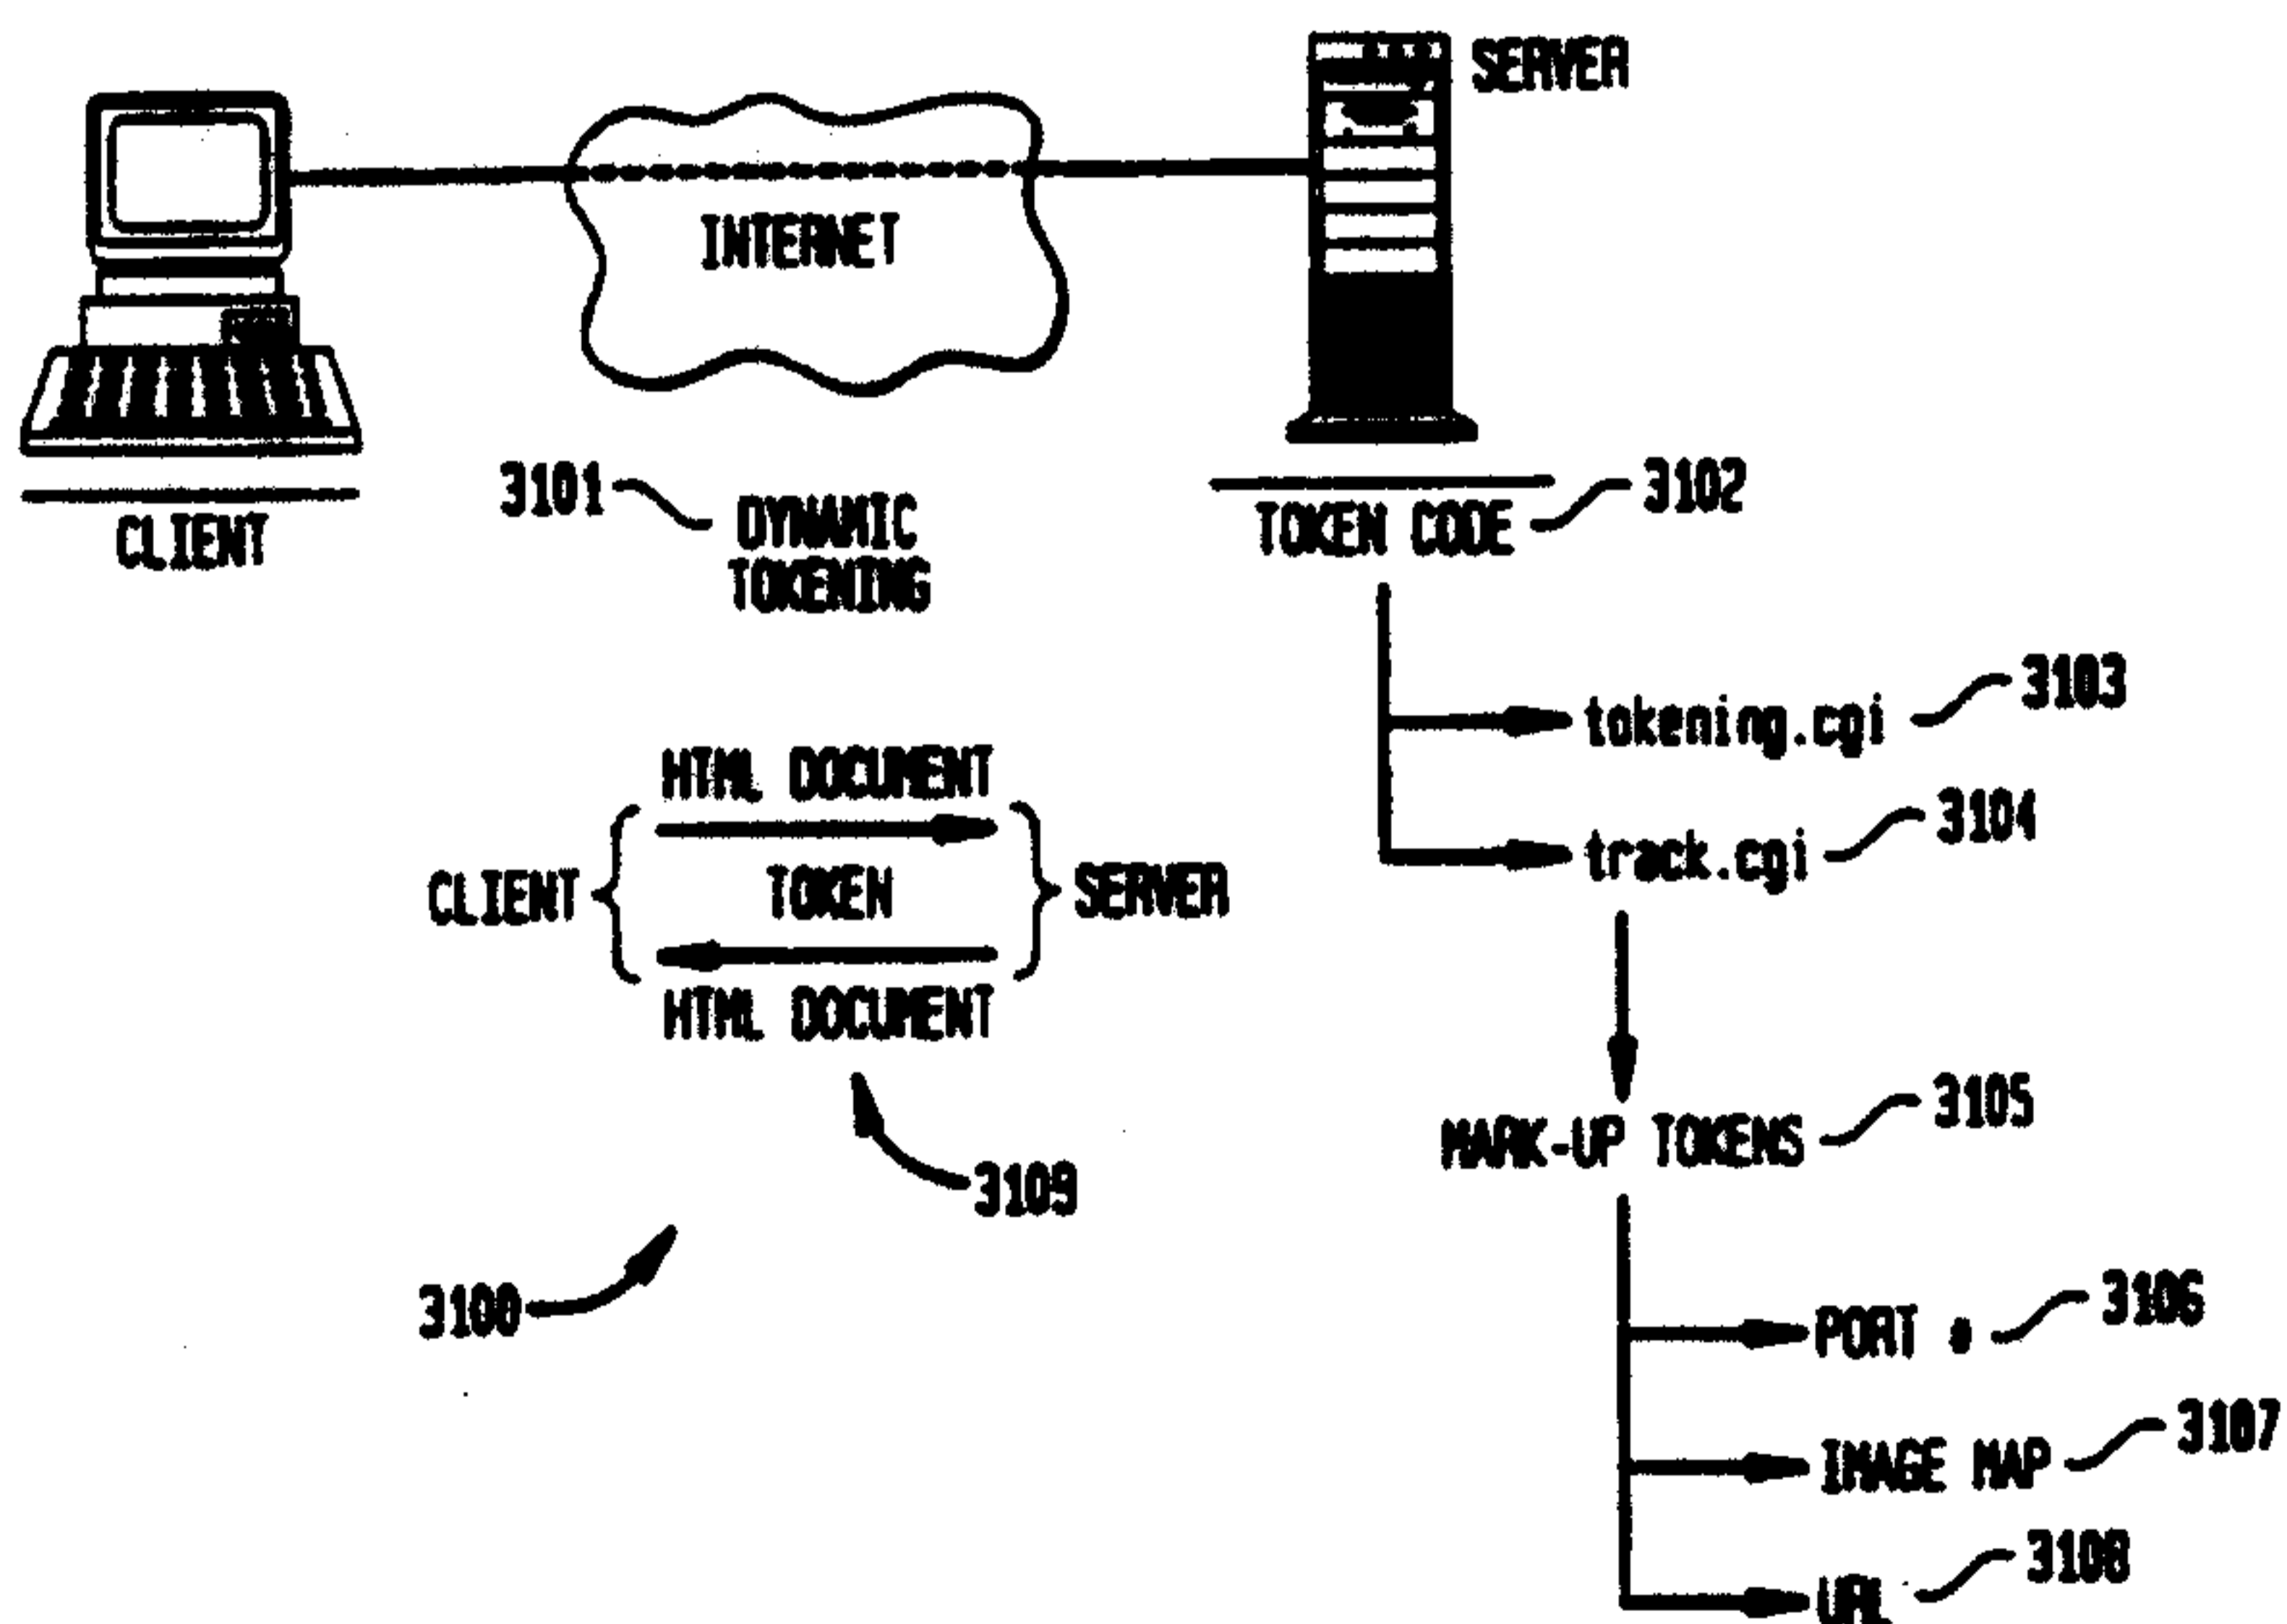 SERVER
INTERNET
CLIENT
3101
DYNAMIC
TOKENING
TOKEN CODE
3102
tokening.cgi
3103
track.cgi
3104
HTML DOCUMENT
CLIENT
TOKEN
SERVER
HTML DOCUMENT
3109
3100
MARK-UP TOKENS
3105
PORT #
3106
IMAGE MAP
3107
URL
3108